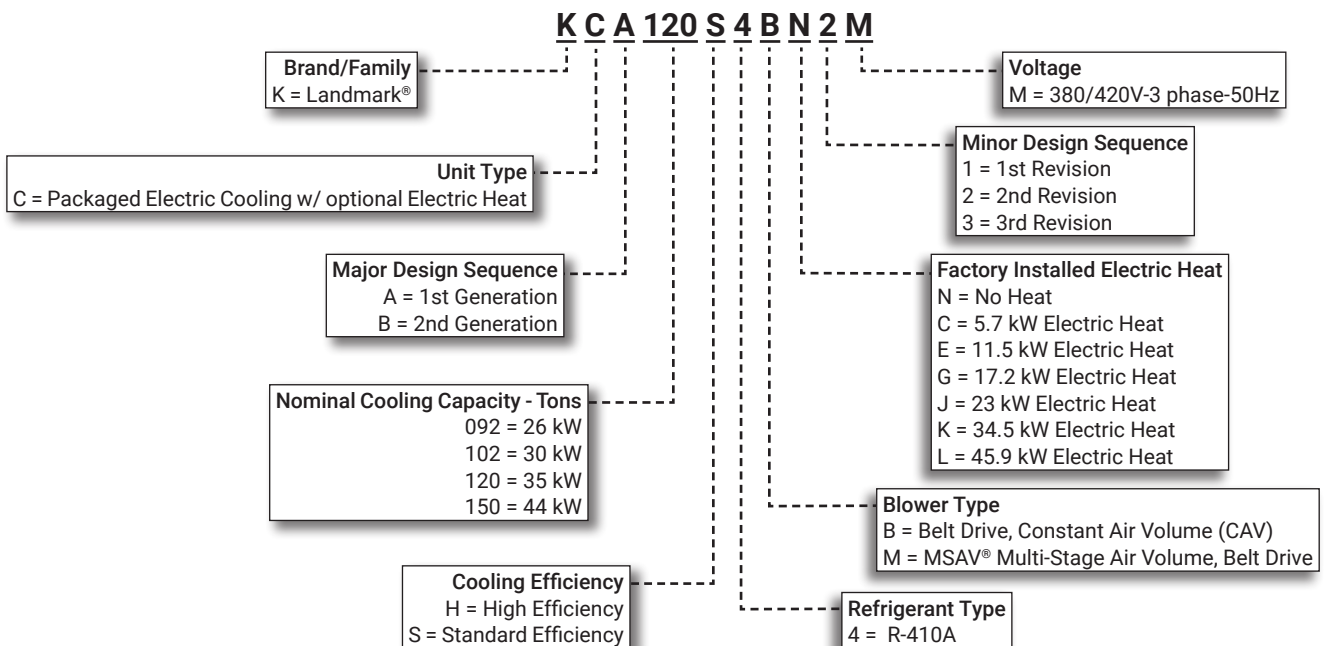 K C A 120 S 4 B N 2 M
Brand/Family
K = Landmark®
Voltage
M = 380/420V-3 phase-50Hz
Unit Type
C = Packaged Electric Cooling w/ optional Electric Heat
Minor Design Sequence
1 = 1st Revision
2 = 2nd Revision
3 = 3rd Revision
Major Design Sequence
A = 1st Generation
B = 2nd Generation
Factory Installed Electric Heat
N = No Heat
C = 5.7 kW Electric Heat
E = 11.5 kW Electric Heat
G = 17.2 kW Electric Heat
J = 23 kW Electric Heat
K = 34.5 kW Electric Heat
L = 45.9 kW Electric Heat
Nominal Cooling Capacity - Tons
092 = 26 kW
102 = 30 kW
120 = 35 kW
150 = 44 kW
Blower Type
B = Belt Drive, Constant Air Volume (CAV)
M = MSAV® Multi-Stage Air Volume, Belt Drive
Cooling Efficiency
H = High Efficiency
S = Standard Efficiency
Refrigerant Type
4 = R-410A